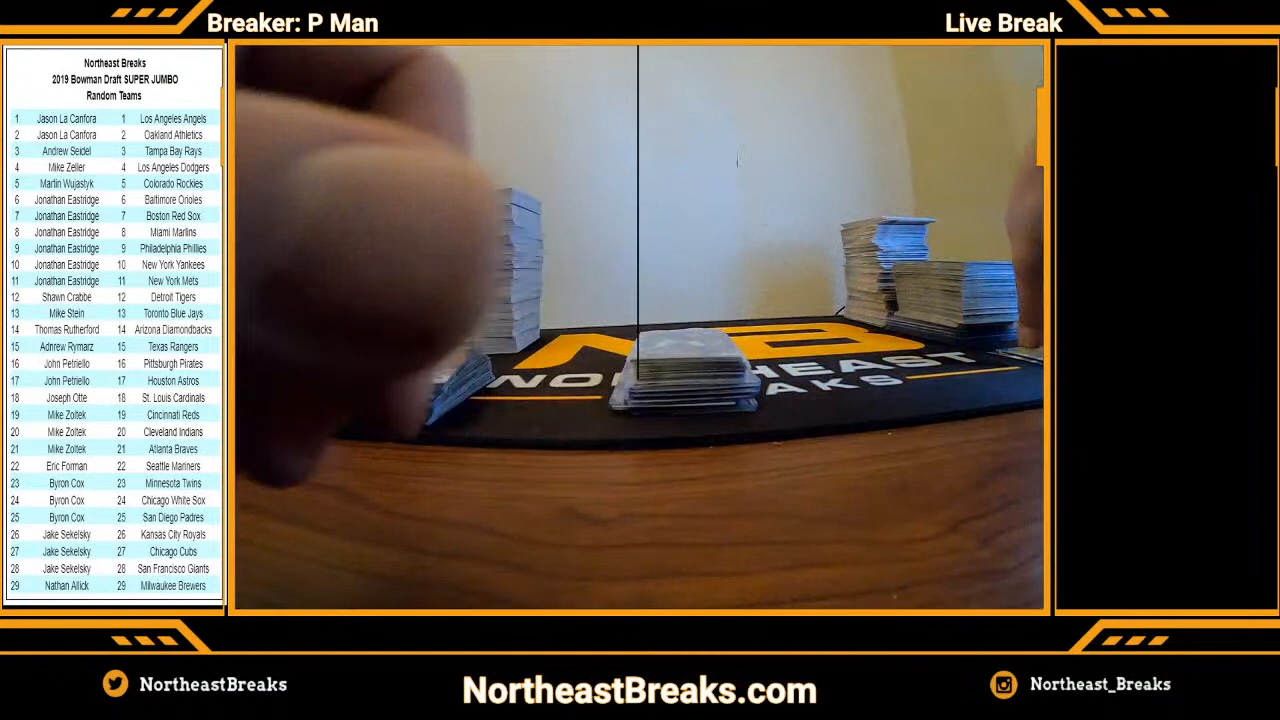 Breaker: P Man
Live Break
Northeast Breaks
2019 Bowman Draft SUPER JUMBO
Random Teams
1 Jason La Canfora 1 Los Angeles Angels
2 Jason La Canfora 2 Oakland Athletics
3 Andrew Seidel 3 Tampa Bay Rays
4 Mike Zeller 4 Los Angeles Dodgers
5 Martin Wujastyk 5 Colorado Rockies
6 Jonathan Eastridge 6 Baltimore Orioles
7 Jonathan Eastridge 7 Boston Red Sox
8 Jonathan Eastridge 8 Miami Marlins
9 Jonathan Eastridge 9 Philadelphia Phillies
10 Jonathan Eastridge 10 New York Yankees
11 Jonathan Eastridge 11 New York Mets
12 Shawn Crabbe 12 Detroit Tigers
13 Mike Stein 13 Toronto Blue Jays
14 Thomas Rutherford 14 Arizona Diamondbacks
15 Adnrew Rymarz 15 Texas Rangers
16 John Petriello 16 Pittsburgh Pirates
17 John Petriello 17 Houston Astros
18 Joseph Otte 18 St. Louis Cardinals
19 Mike Zoltek 19 Cincinnati Reds
20 Mike Zoltek 20 Cleveland Indians
21 Mike Zoltek 21 Atlanta Braves
22 Eric Forman 22 Seattle Mariners
23 Byron Cox 23 Minnesota Twins
24 Byron Cox 24 Chicago White Sox
25 Byron Cox 25 San Diego Padres
26 Jake Sekelsky 26 Kansas City Royals
27 Jake Sekelsky 27 Chicago Cubs
28 Jake Sekelsky 28 San Francisco Giants
29 Nathan Allick 29 Milwaukee Brewers
NortheastBreaks
NortheastBreaks.com
Northeast_Breaks